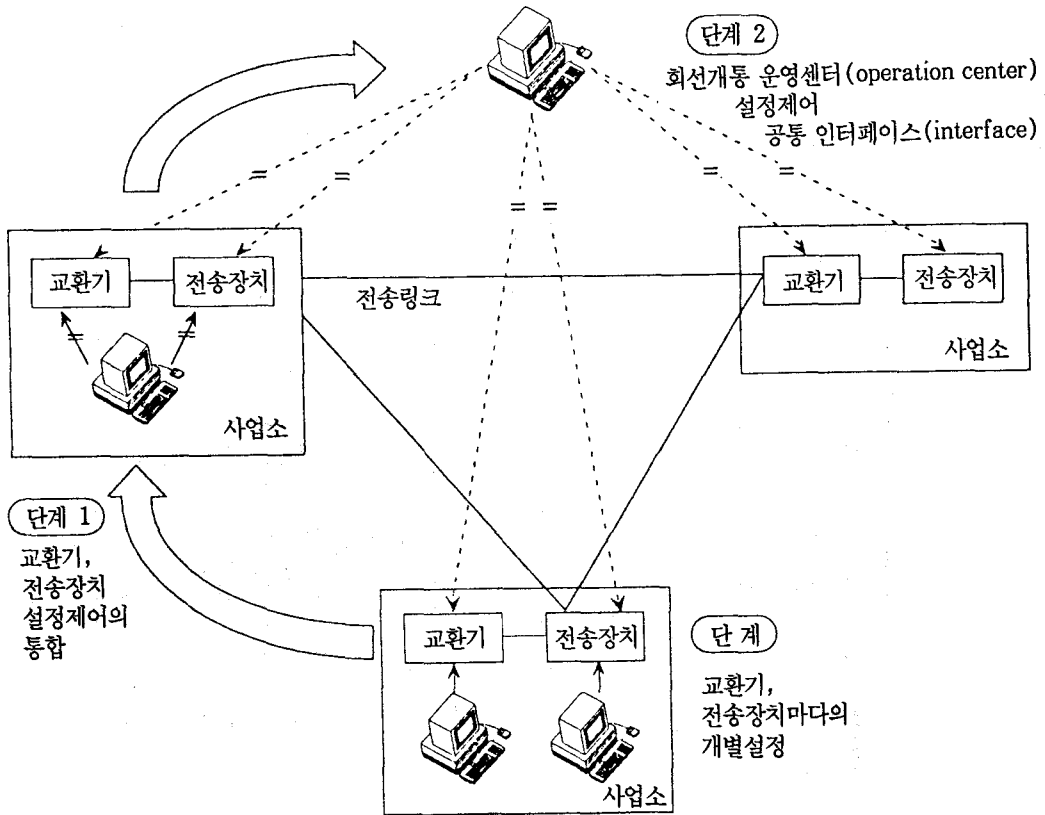 단계 2
회선개통 운영센터(operation center)
설정제어
공통 인터페이스(interface)
교환기
전송장치
사업소
전송링크
교환기
전송장치
사업소
단계 1
교환기,
전송장치
설정제어의
통합
교환기
전송장치
사업소
단 계
교환기,
전송장치마다의
개별설정